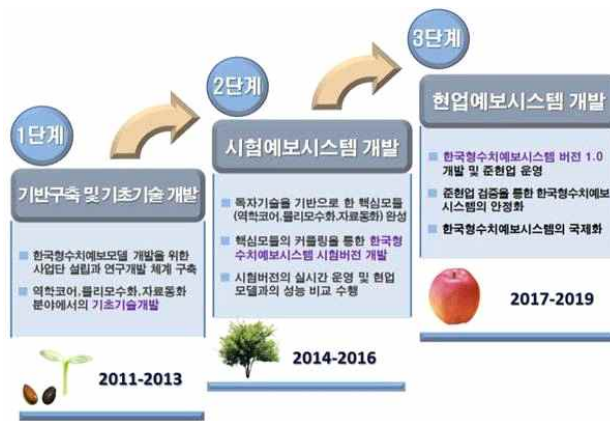 1단계
기반구축 및 기초기술 개발
한국형수치예보모델 개발을 위한
사업단 설립과 연구개발 체계 구축
역학코어,물리모수화,자료동화
분야에서의 기초기술개발
2011-2013
2단계
시험예보시스템 개발
독자기술을 기반으로 한 핵심모듈
(역학코어,물리모수화,자료동화) 완성
핵심모듈의 커플링을 통한 한국형
수치예보시스템 시험버전 개발
시험버전의 실시간 운영 및 현업
모델과의 성능 비교 수행
2014-2016
3단계
현업예보시스템 개발
한국형수치예보시스템 버전 1.0
개발 및 준현업 운영
준현업 검증을 통한 한국형수치예보
시스템의 안정화
한국형수치예보시스템의 국제화
2017-2019